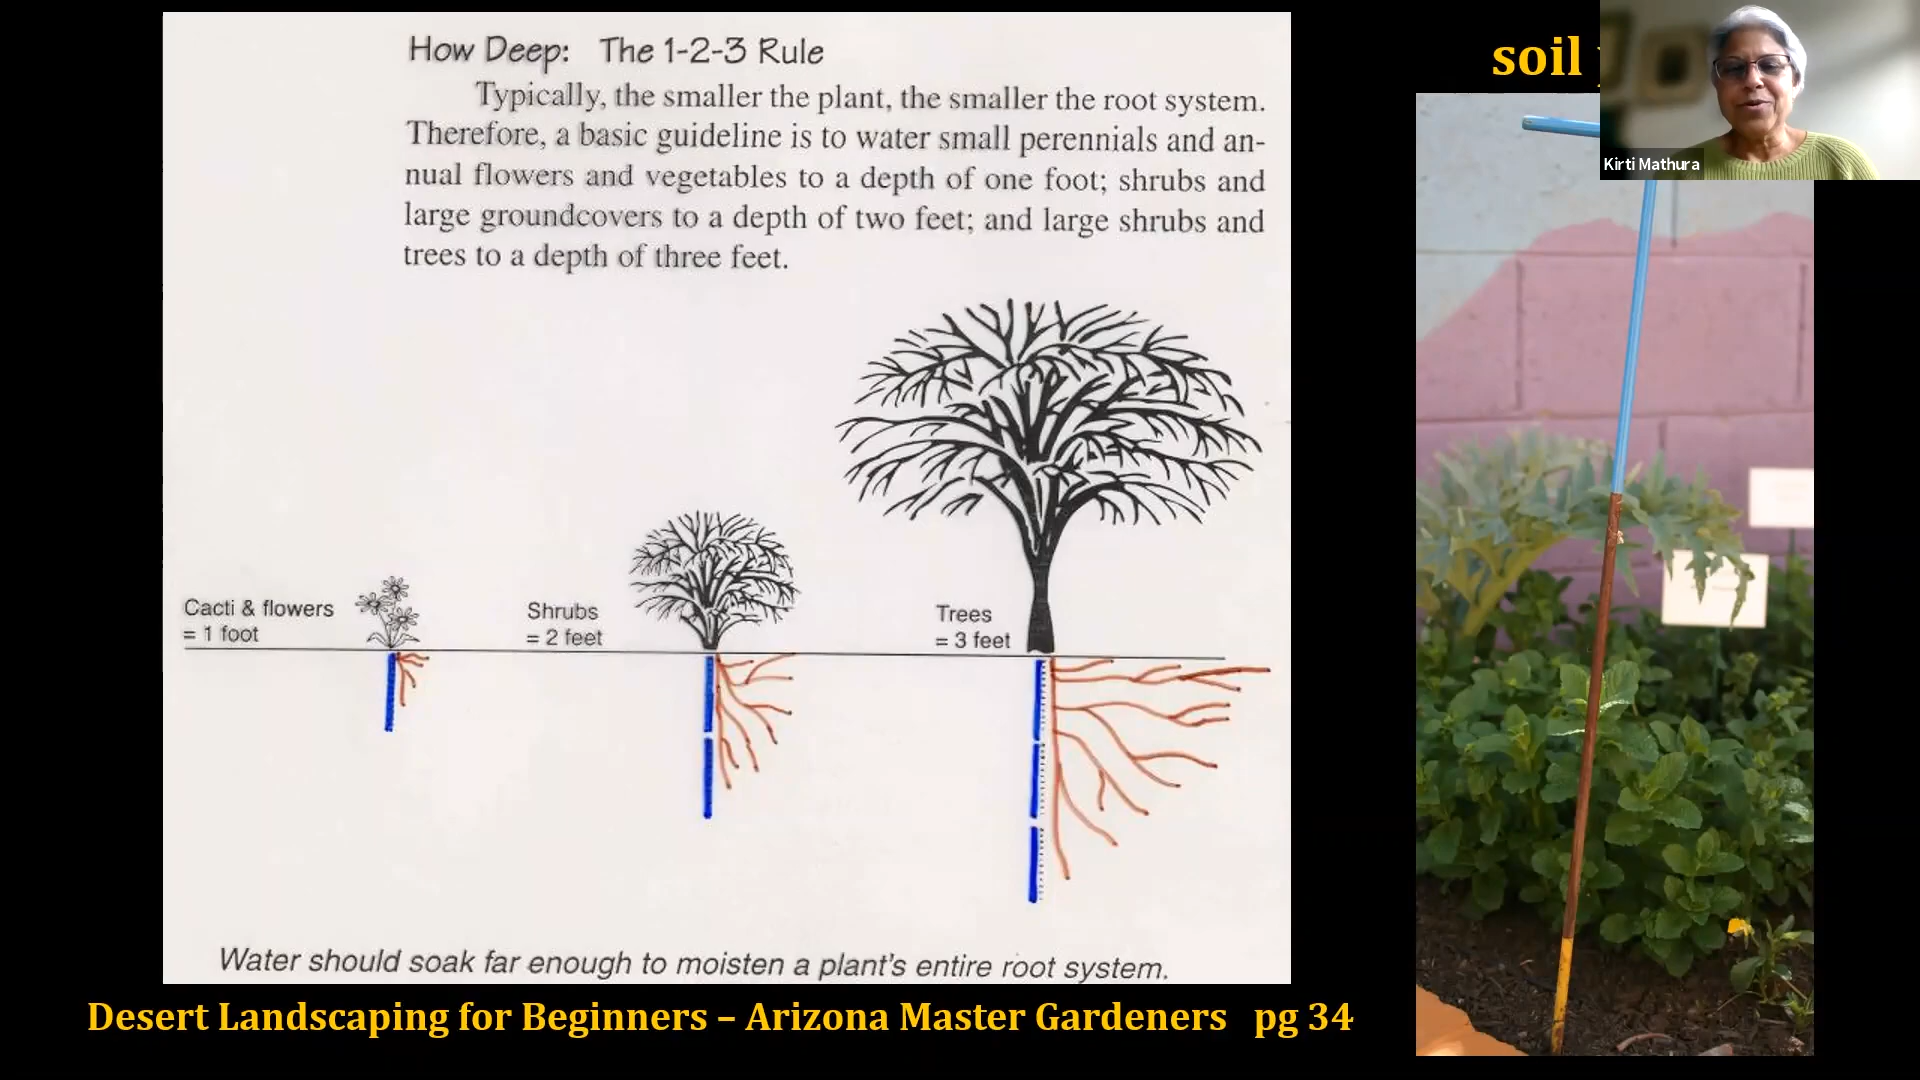 How Deep: The 1-2-3 Rule
Typically, the smaller the plant, the smaller the root system.
Therefore, a basic guideline is to water small perennials and an-
nual flowers and vegetables to a depth of one foot; shrubs and
large groundcovers to a depth of two feet; and large shrubs and
trees to a depth of three feet.
Cacti & flowers
= 1 foot
Shrubs
= 2 feet
Trees
= 3 feet
Water should soak far enough to moisten a plant's entire root system.
Desert Landscaping for Beginners – Arizona Master Gardeners pg 34
soil
Kirti Mathura